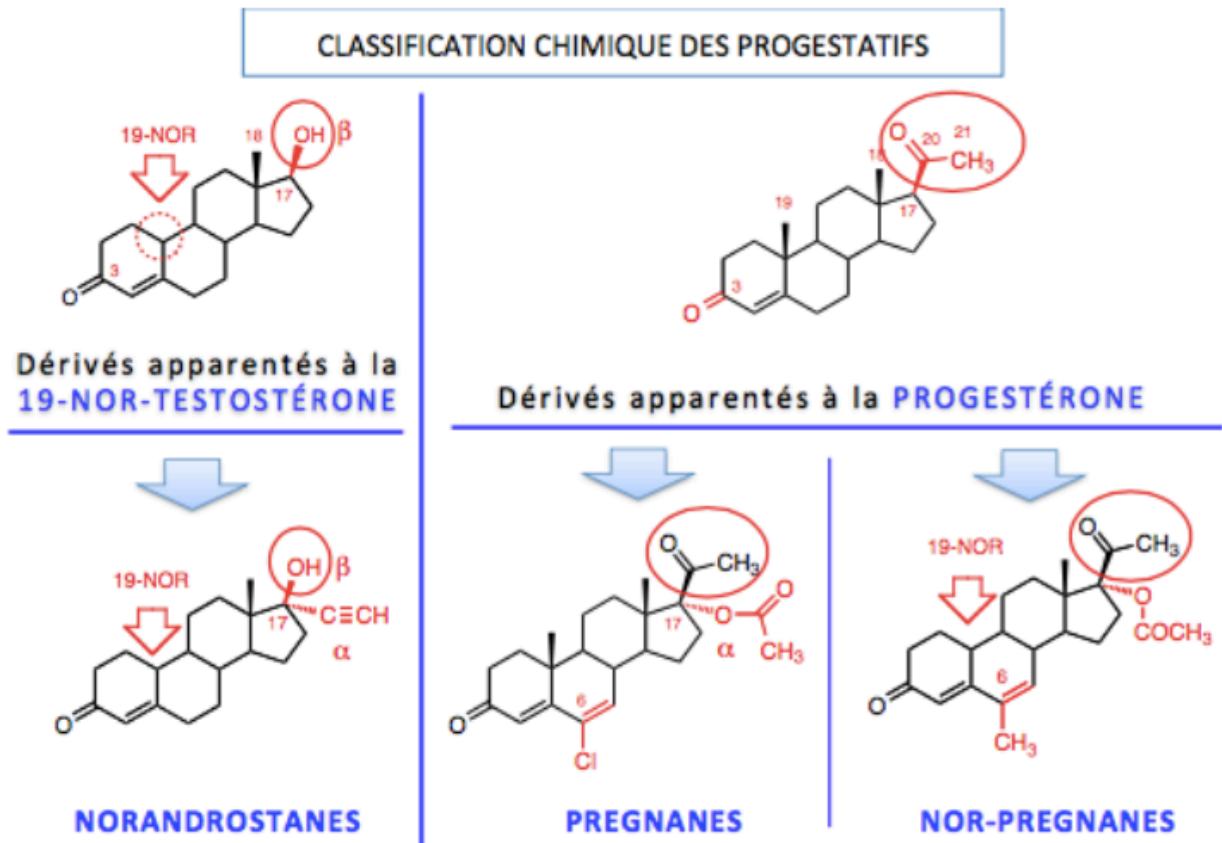 CLASSIFICATION CHIMIQUE DES PROGESTATIFS
19-NOR
18
OH
β
17
3
O
Dérivés apparentés à la
19-NOR-TESTOSTÉRONE
O
21
20
CH3
18
19
17
3
O
Dérivés apparentés à la PROGESTÉRONE
19-NOR
OH
β
17
C≡CH
α
O
NORANDROSTANES
O
CH3
O
17
O
α
CH3
6
O
Cl
PREGNANES
O
CH3
19-NOR
O
COCH3
6
O
CH3
NOR-PREGNANES